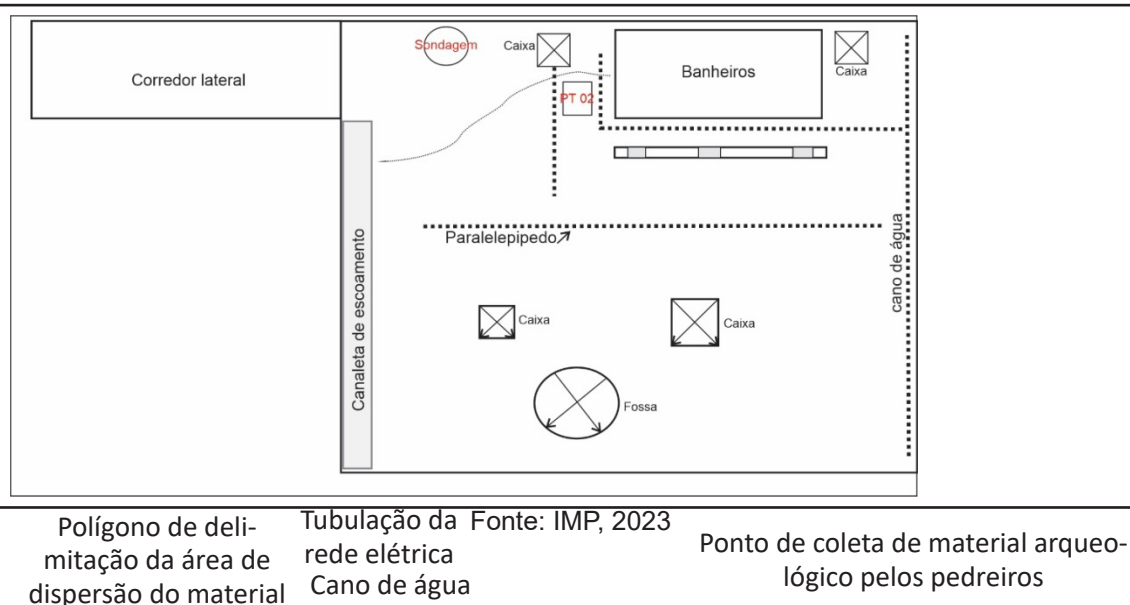 Sondagem
Caixa
Corredor lateral
Banheiros
Caixa
PT 02
Paralelepipedo
cano de água
Canaleta de escoamento
Caixa
Caixa
Fossa
Polígono de deli-
mitação da área de
dispersão do material
Tubulação da
rede elétrica
Cano de água
Fonte: IMP, 2023
Ponto de coleta de material arqueo-
lógico pelos pedreiros